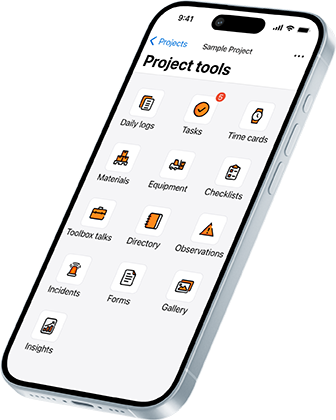 9:41
Projects
Sample Project
Project tools
Daily logs
Tasks
6
Time cards
Materials
Equipment
Checklists
Toolbox talks
Directory
Observations
Incidents
Forms
Gallery
Insights